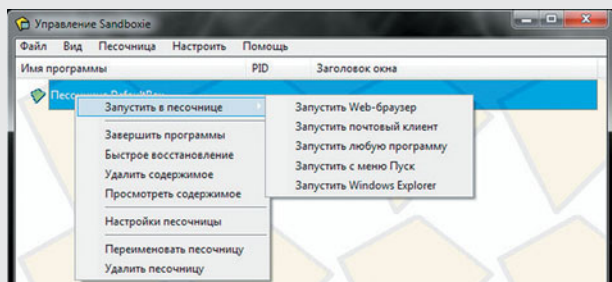 Управление Sandboxie
Файл Вид Песочница Настроить Помощь
Имя программы PID Заголовок окна
Запустить в песочнице
Завершить программы
Быстрое восстановление
Удалить содержимое
Просмотреть содержимое
Настройки песочницы
Переименовать песочницу
Удалить песочницу
Запустить Web-браузер
Запустить почтовый клиент
Запустить любую программу
Запустить с меню Пуск
Запустить Windows Explorer